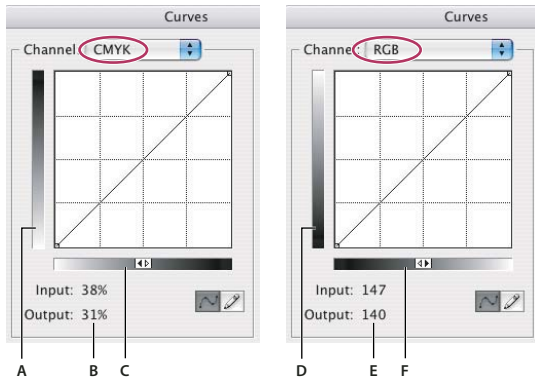 Curves
Channel: CMYK
Input: 38%
Output: 31%
A B C
Curves
Channel: RGB
Input: 147
Output: 140
D E F